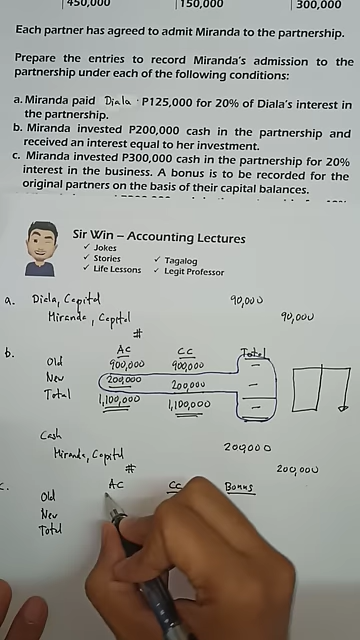 450,000 150,000 300,000
Each partner has agreed to admit Miranda to the partnership.
Prepare the entries to record Miranda's admission to the
partnership under each of the following conditions:
a. Miranda paid Diala P125,000 for 20% of Diala's interest in
the partnership.
b. Miranda invested P200,000 cash in the partnership and
received an interest equal to her investment.
c. Miranda invested P300,000 cash in the partnership for 20%
interest in the business. A bonus is to be recorded for the
original partners on the basis of their capital balances.
Sir Win – Accounting Lectures
✓ Jokes
✓ Stories ✓ Tagalog
✓ Life Lessons ✓ Legit Professor
a. Diala, Capital 90,000
Miranda, Capital 90,000
#
b. AC CC Total
Old 900,000 900,000 –
New 200,000 200,000 –
Total 1,100,000 1,100,000 –
Cash 200,000
Miranda, Capital 200,000
#
c. AC CC Bonus
Old
New
Total